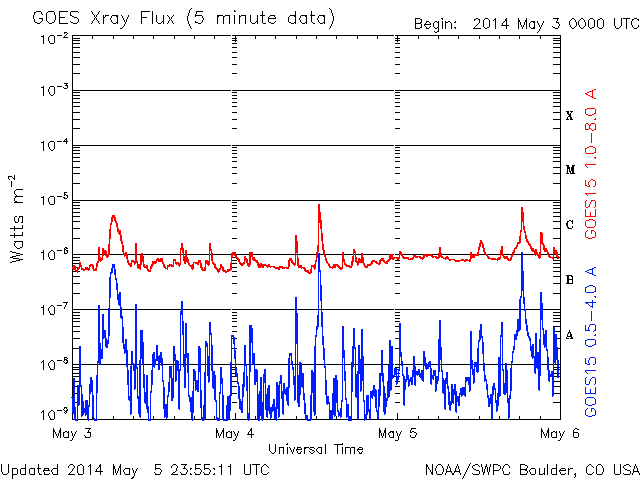 GOES Xray Flux (5 minute data)
Begin: 2014 May 3 0000 UTC
10⁻²
10⁻³
10⁻⁴
10⁻⁵
10⁻⁶
10⁻⁷
10⁻⁸
10⁻⁹
Watts m⁻²
X
M
C
B
A
GOES15 1.0-8.0 A
GOES15 0.5-4.0 A
May 3
May 4
May 5
May 6
Universal Time
Updated 2014 May 5 23:55:11 UTC
NOAA/SWPC Boulder, CO USA